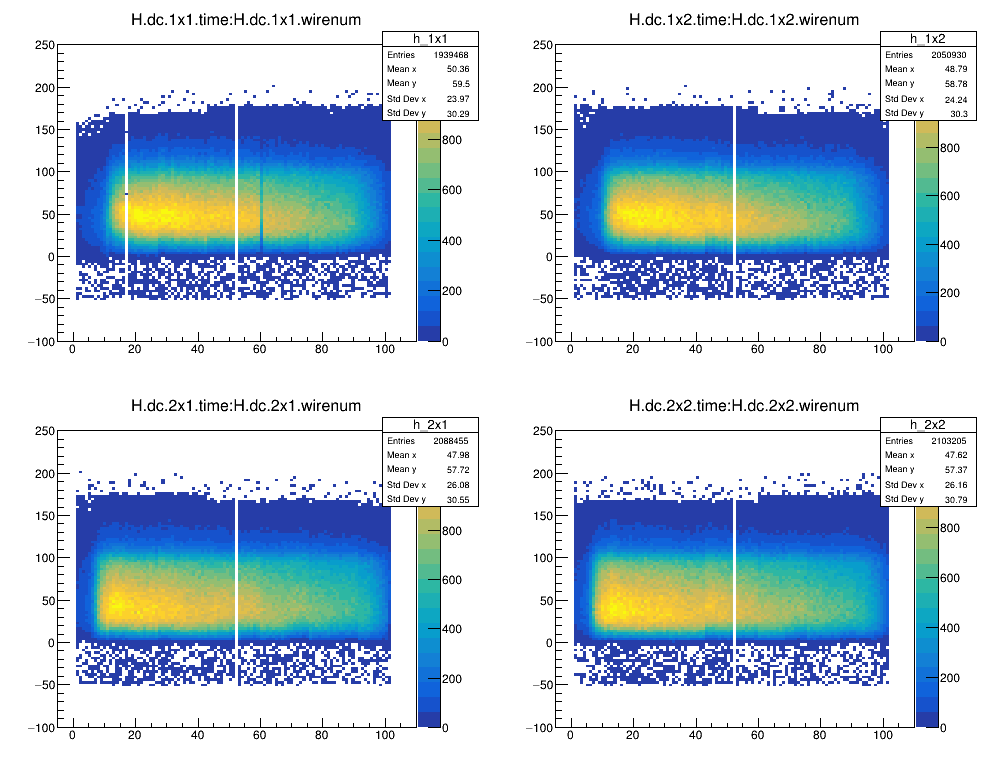 H.dc.1x1.time:H.dc.1x1.wirenum
h_1x1
Entries 1939468
Mean x 50.36
Mean y 59.5
Std Dev x 23.97
Std Dev y 30.29
250
200
150
100
50
0
−50
−100
0 20 40 60 80 100
800
600
400
200
0
H.dc.1x2.time:H.dc.1x2.wirenum
h_1x2
Entries 2050930
Mean x 48.79
Mean y 58.78
Std Dev x 24.24
Std Dev y 30.3
250
200
150
100
50
0
−50
−100
0 20 40 60 80 100
800
600
400
200
0
H.dc.2x1.time:H.dc.2x1.wirenum
h_2x1
Entries 2088455
Mean x 47.98
Mean y 57.72
Std Dev x 26.08
Std Dev y 30.55
250
200
150
100
50
0
−50
−100
0 20 40 60 80 100
800
600
400
200
0
H.dc.2x2.time:H.dc.2x2.wirenum
h_2x2
Entries 2103205
Mean x 47.62
Mean y 57.37
Std Dev x 26.16
Std Dev y 30.79
250
200
150
100
50
0
−50
−100
0 20 40 60 80 100
800
600
400
200
0